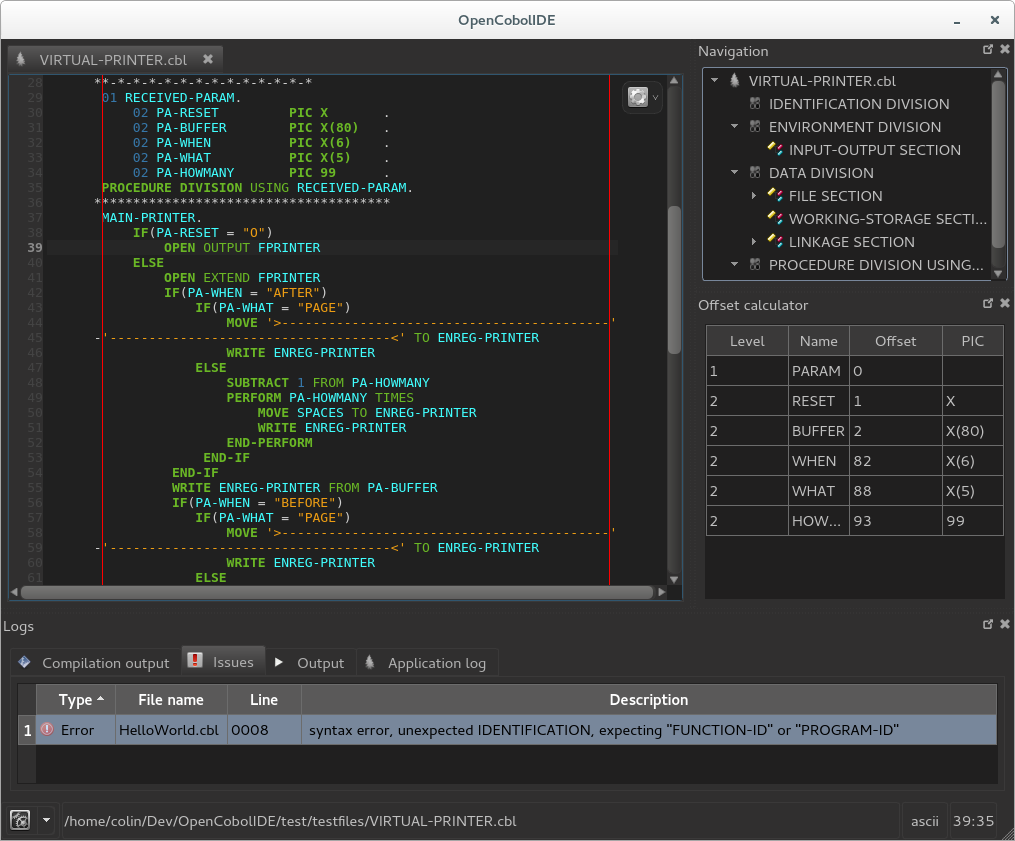 OpenCobolIDE
VIRTUAL-PRINTER.cbl
28 **-*-*-*-*-*-*-*-*-*-*-*-*-*
29 01 RECEIVED-PARAM.
30 02 PA-RESET PIC X .
31 02 PA-BUFFER PIC X(80) .
32 02 PA-WHEN PIC X(6) .
33 02 PA-WHAT PIC X(5) .
34 02 PA-HOWMANY PIC 99 .
35 PROCEDURE DIVISION USING RECEIVED-PARAM.
36 **************************************
37 MAIN-PRINTER.
38 IF(PA-RESET = "O")
39 OPEN OUTPUT FPRINTER
40 ELSE
41 OPEN EXTEND FPRINTER
42 IF(PA-WHEN = "AFTER")
43 IF(PA-WHAT = "PAGE")
44 MOVE '>------------------------------------------'
45 -'------------------------------------<' TO ENREG-PRINTER
46 WRITE ENREG-PRINTER
47 ELSE
48 SUBTRACT 1 FROM PA-HOWMANY
49 PERFORM PA-HOWMANY TIMES
50 MOVE SPACES TO ENREG-PRINTER
51 WRITE ENREG-PRINTER
52 END-PERFORM
53 END-IF
54 END-IF
55 WRITE ENREG-PRINTER FROM PA-BUFFER
56 IF(PA-WHEN = "BEFORE")
57 IF(PA-WHAT = "PAGE")
58 MOVE '>------------------------------------------'
59 -'------------------------------------<' TO ENREG-PRINTER
60 WRITE ENREG-PRINTER
61 ELSE
Navigation
VIRTUAL-PRINTER.cbl
IDENTIFICATION DIVISION
ENVIRONMENT DIVISION
INPUT-OUTPUT SECTION
DATA DIVISION
FILE SECTION
WORKING-STORAGE SECTI...
LINKAGE SECTION
PROCEDURE DIVISION USING...
Offset calculator
Level Name Offset PIC
1 PARAM 0
2 RESET 1 X
2 BUFFER 2 X(80)
2 WHEN 82 X(6)
2 WHAT 88 X(5)
2 HOW... 93 99
Logs
Compilation output Issues Output Application log
Type File name Line Description
1 Error HelloWorld.cbl 0008 syntax error, unexpected IDENTIFICATION, expecting "FUNCTION-ID" or "PROGRAM-ID"
/home/colin/Dev/OpenCobolIDE/test/testfiles/VIRTUAL-PRINTER.cbl ascii 39:35